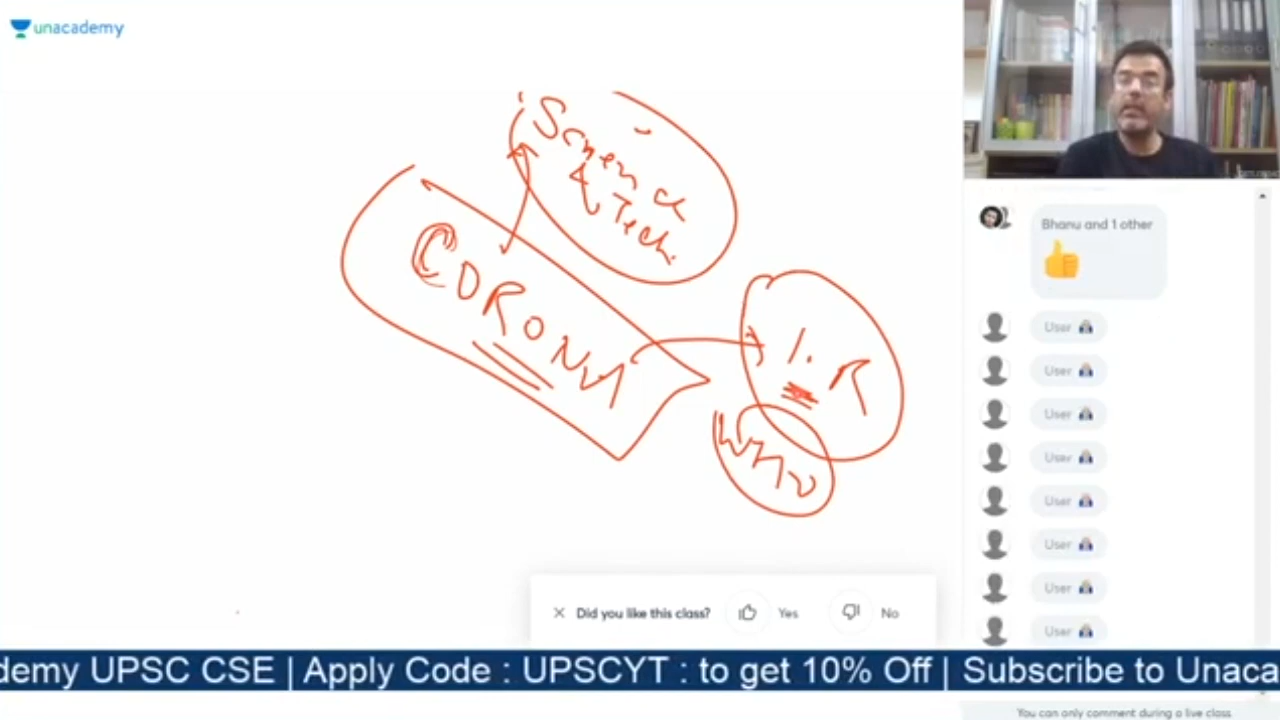 unacademy
Science
& Tech.
CORONA
I.R
WHO
Bhanu and 1 other
User
User
User
User
User
User
User
User
Did you like this class? Yes No
demy UPSC CSE | Apply Code : UPSCYT : to get 10% Off | Subscribe to Unaca
You can only comment during a live class.